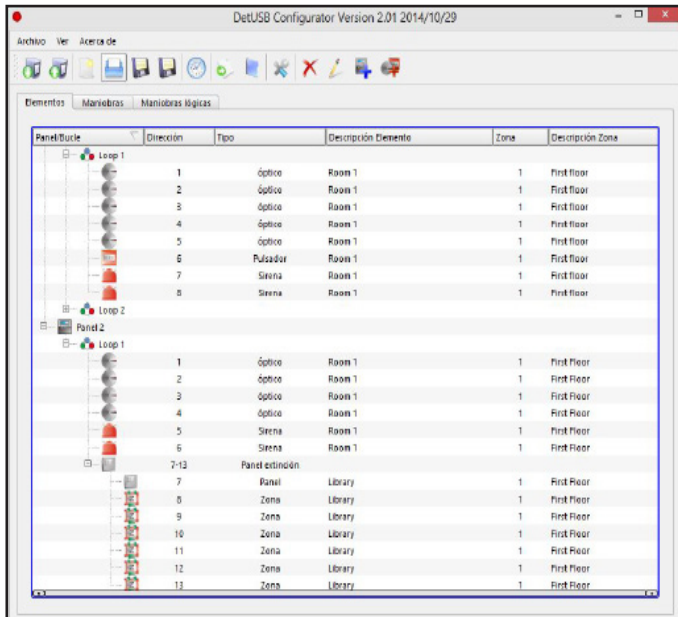 DetUSB Configurator Version 2.01 2014/10/29
Archivo Ver Acerca de
Elementos Maniobras Maniobras lógicas
Panel/Bucle Dirección Tipo Descripción Elemento Zona Descripción Zona
Loop 1
1 óptico Room 1 1 First floor
2 óptico Room 1 1 First floor
3 óptico Room 1 1 First floor
4 óptico Room 1 1 First floor
5 óptico Room 1 1 First floor
6 Pulsador Room 1 1 First floor
7 Sirena Room 1 1 First floor
8 Sirena Room 1 1 First floor
Loop 2
Panel 2
Loop 1
1 óptico Room 1 1 First Floor
2 óptico Room 1 1 First Floor
3 óptico Room 1 1 First Floor
4 óptico Room 1 1 First Floor
5 Sirena Room 1 1 First Floor
6 Sirena Room 1 1 First Floor
7-13 Panel extinción
7 Panel Library 1 First Floor
8 Zona Library 1 First Floor
9 Zona Library 1 First Floor
10 Zona Library 1 First Floor
11 Zona Library 1 First Floor
12 Zona Library 1 First Floor
13 Zona Library 1 First Floor